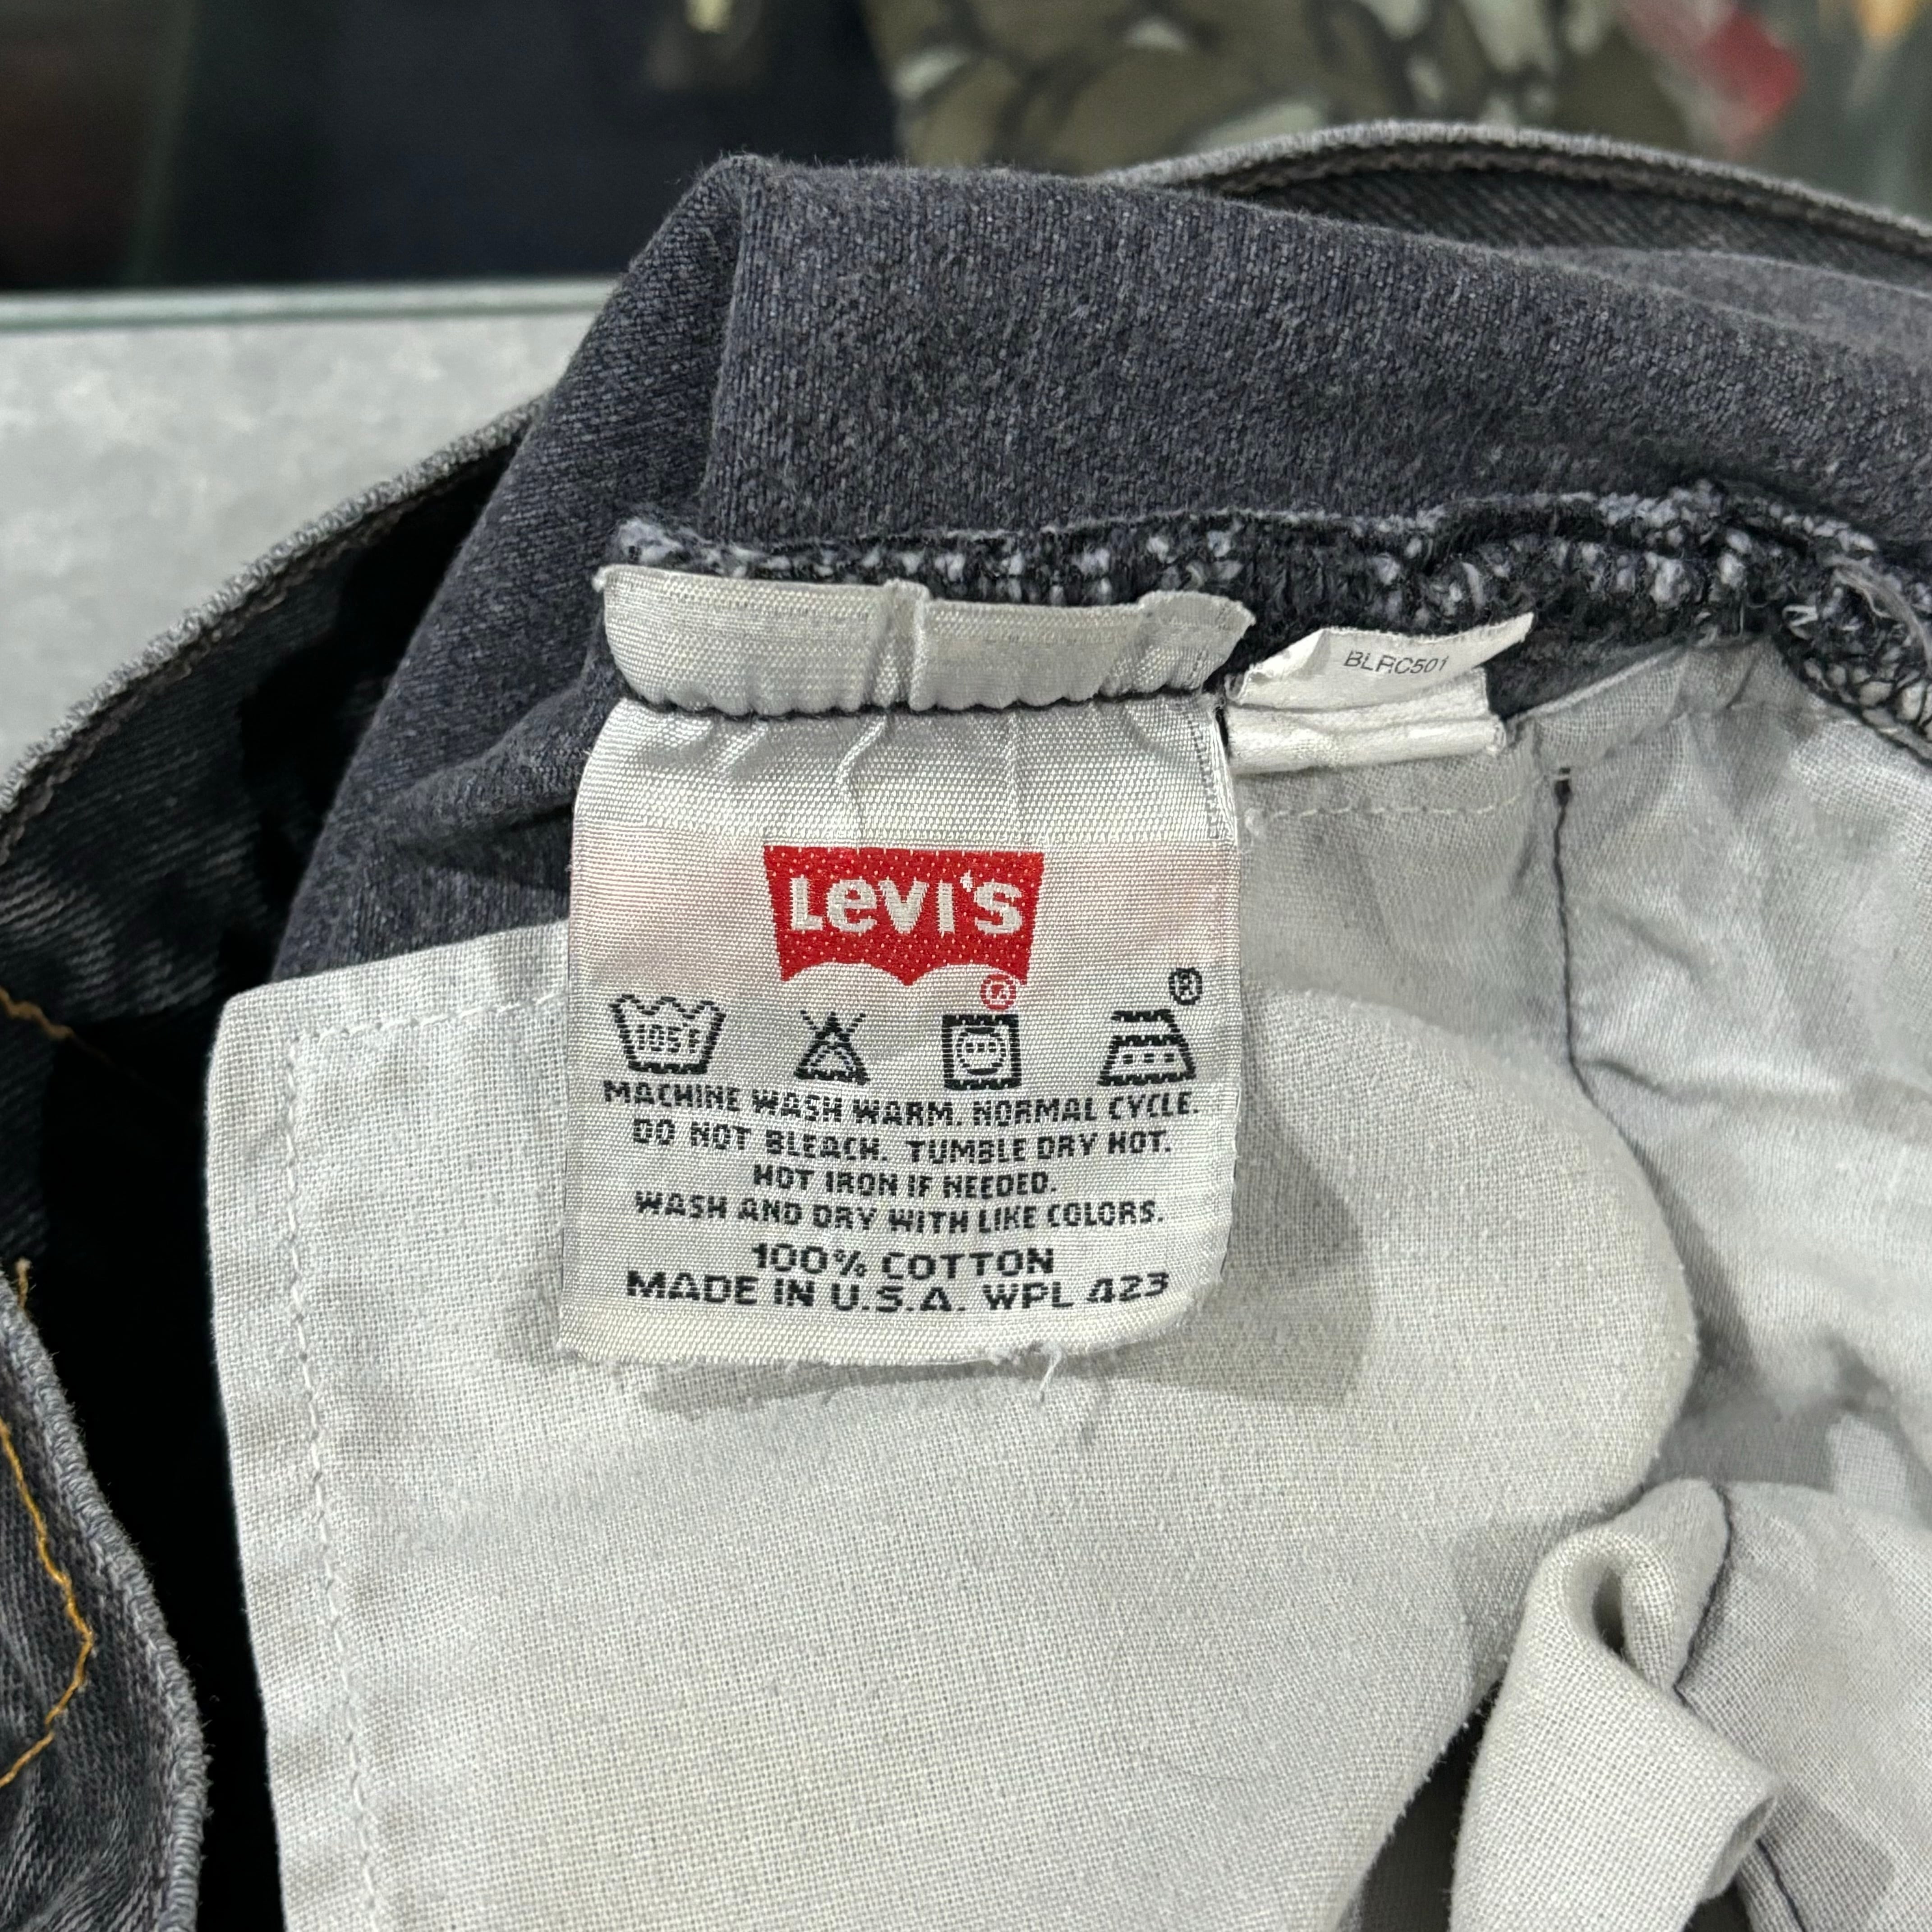 BLRC501
Levi's
®
®
105F
MACHINE WASH WARM. NORMAL CYCLE.
DO NOT BLEACH. TUMBLE DRY HOT.
HOT IRON IF NEEDED.
WASH AND DRY WITH LIKE COLORS.
100% COTTON
MADE IN U.S.A. WPL 423